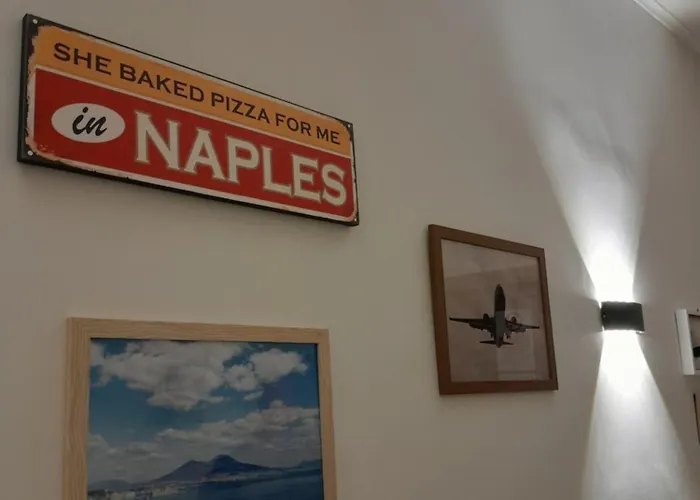 SHE BAKED PIZZA FOR ME
in NAPLES